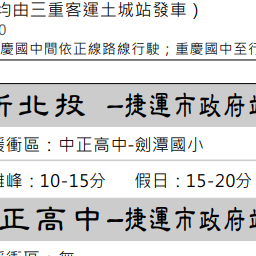 均由三重客運土城站發車）
0
慶國中間依正線路線行駛；重慶國中至行
新北投 －捷運市政府站
緩衝區：中正高中-劍潭國小
離峰：10-15分 假日：15-20分
正高中－捷運市政府站
緩衝區：無